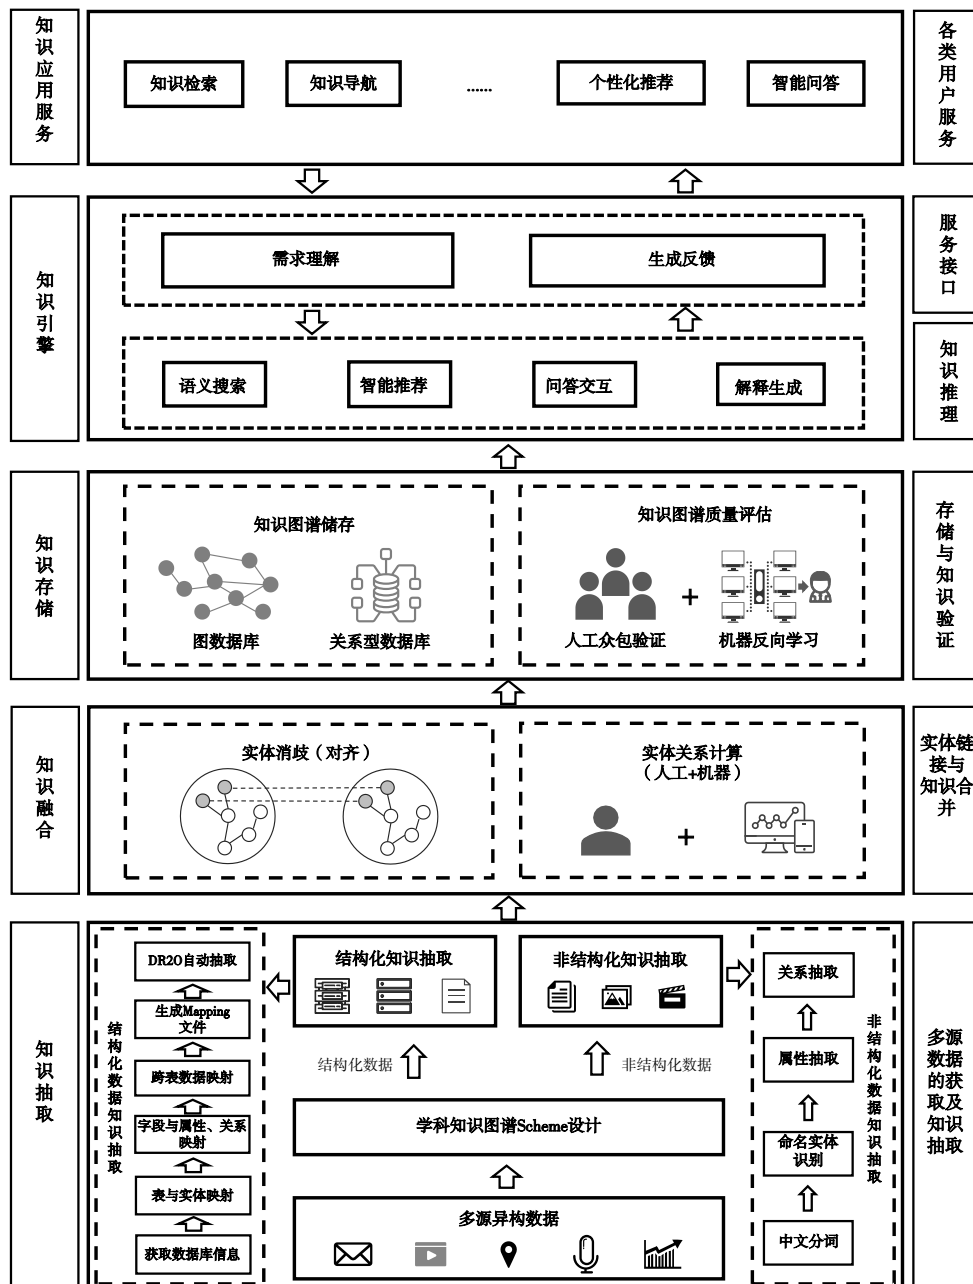 知识应用服务
知识检索
知识导航
......
个性化推荐
智能问答
各类用户服务
知识引擎
需求理解
生成反馈
服务接口
语义搜索
智能推荐
问答交互
解释生成
知识推理
知识存储
知识图谱储存
图数据库
关系型数据库
知识图谱质量评估
人工众包验证
+
机器反向学习
存储与知识验证
知识融合
实体消歧（对齐）
实体关系计算
（人工+机器）
+
实体链
接与
知识合
并
知识抽取
结构化数据知识抽取
DR2O自动抽取
生成Mapping
文件
跨表数据映射
字段与属性、关系
映射
表与实体映射
获取数据库信息
结构化知识抽取
非结构化知识抽取
结构化数据
非结构化数据
学科知识图谱Scheme设计
多源异构数据
关系抽取
属性抽取
命名实体
识别
中文分词
非结构化数据知识抽取
多源
数据
的获
取及
知识
抽取